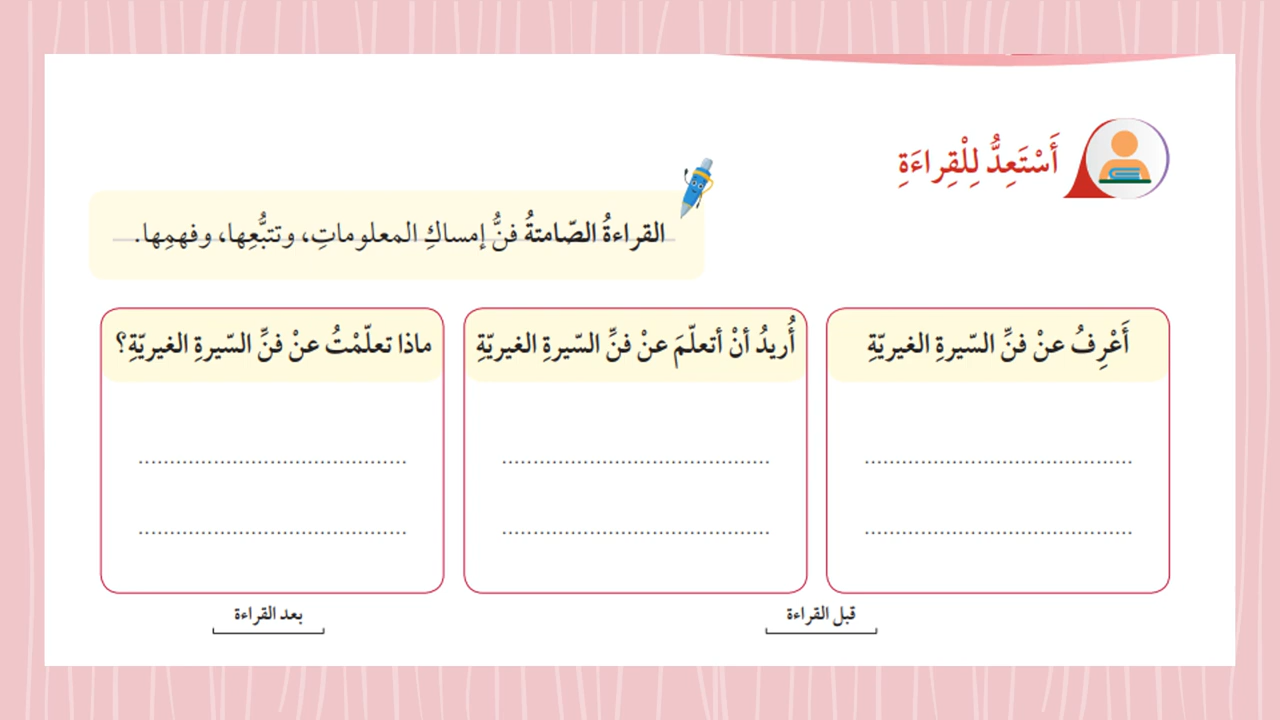 أَسْتَعِدُّ لِلْقِراءَةِ
القراءةُ الصّامتةُ فنُّ إمساكِ المعلوماتِ، وتتبُّعِها، وفهمِها.
أَعْرِفُ عنْ فنِّ السّيرةِ الغيريّةِ
أُريدُ أنْ أتعلّمَ عنْ فنِّ السّيرةِ الغيريّةِ
ماذا تعلّمْتُ عنْ فنِّ السّيرةِ الغيريّةِ؟
قبل القراءة
بعد القراءة